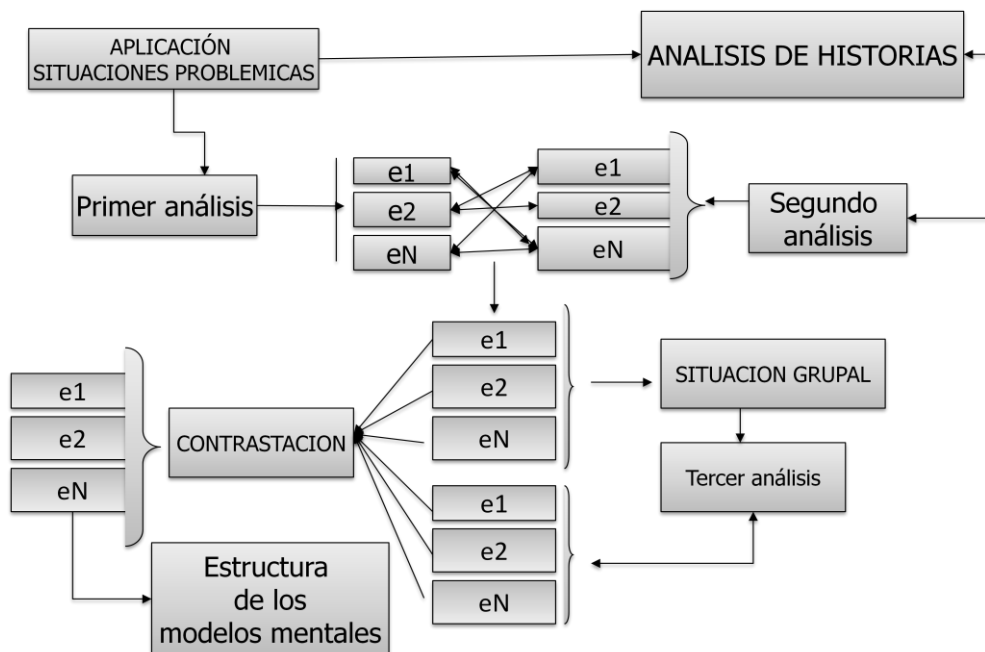 APLICACIÓN
SITUACIONES PROBLEMICAS
ANALISIS DE HISTORIAS
Primer análisis
e1
e2
eN
e1
e2
eN
Segundo
análisis
e1
e2
eN
CONTRASTACION
e1
e2
eN
e1
e2
eN
SITUACION GRUPAL
Tercer análisis
Estructura
de los
modelos mentales